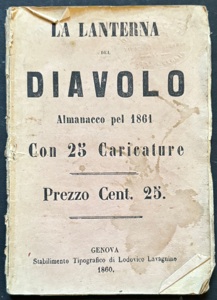 LA LANTERNA
DEL
DIAVOLO
Almanacco pel 1861
Con 25 Caricature
Prezzo Cent. 25.
GENOVA
Stabilimento Tipografico di Lodovico Lavagnino
1860.